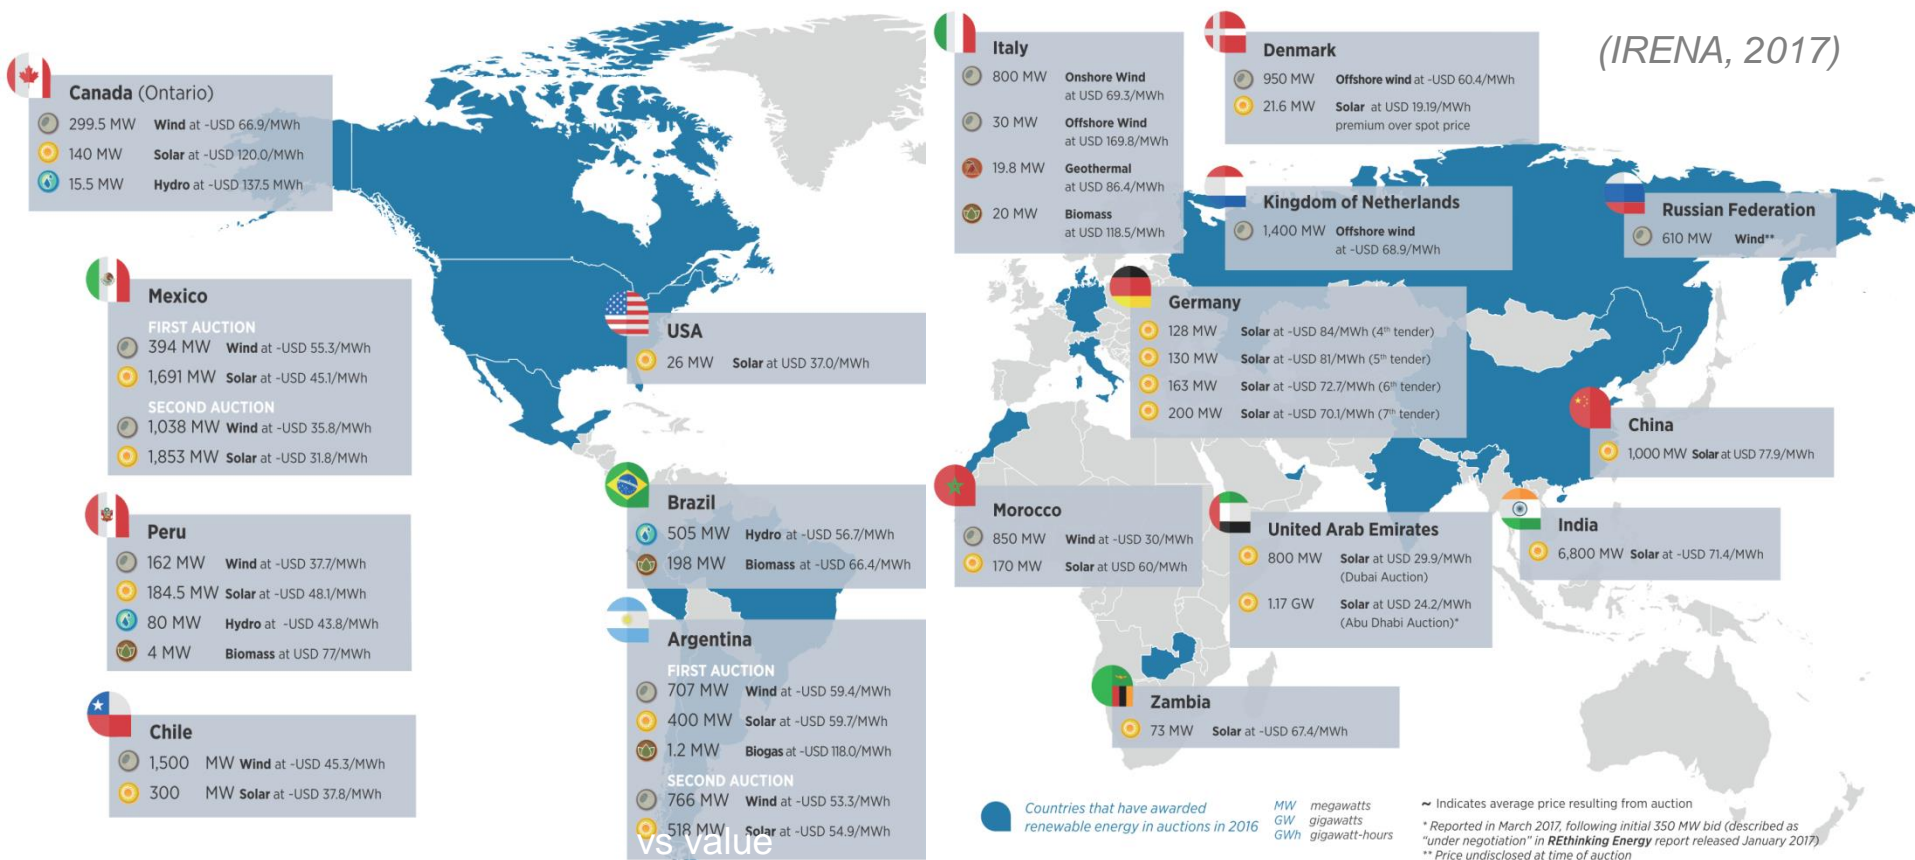 (IRENA, 2017)
Canada (Ontario)
299.5 MW Wind at ~USD 66.9/MWh
140 MW Solar at ~USD 120.0/MWh
15.5 MW Hydro at ~USD 137.5 MWh
Mexico
FIRST AUCTION
394 MW Wind at ~USD 55.3/MWh
1,691 MW Solar at ~USD 45.1/MWh
SECOND AUCTION
1,038 MW Wind at ~USD 35.8/MWh
1,853 MW Solar at ~USD 31.8/MWh
Peru
162 MW Wind at ~USD 37.7/MWh
184.5 MW Solar at ~USD 48.1/MWh
80 MW Hydro at ~USD 43.8/MWh
4 MW Biomass at USD 77/MWh
Chile
1,500 MW Wind at ~USD 45.3/MWh
300 MW Solar at ~USD 37.8/MWh
USA
26 MW Solar at USD 37.0/MWh
Brazil
505 MW Hydro at ~USD 56.7/MWh
198 MW Biomass at ~USD 66.4/MWh
Argentina
FIRST AUCTION
707 MW Wind at ~USD 59.4/MWh
400 MW Solar at ~USD 59.7/MWh
1.2 MW Biogas at ~USD 118.0/MWh
SECOND AUCTION
766 MW Wind at ~USD 53.3/MWh
518 MW Solar at ~USD 54.9/MWh
vs value
Italy
800 MW Onshore Wind
at USD 69.3/MWh
30 MW Offshore Wind
at USD 169.8/MWh
19.8 MW Geothermal
at USD 86.4/MWh
20 MW Biomass
at USD 118.5/MWh
Denmark
950 MW Offshore wind at ~USD 60.4/MWh
21.6 MW Solar at USD 19.19/MWh
premium over spot price
Kingdom of Netherlands
1,400 MW Offshore wind
at ~USD 68.9/MWh
Russian Federation
610 MW Wind**
Germany
128 MW Solar at ~USD 84/MWh (4th tender)
130 MW Solar at ~USD 81/MWh (5th tender)
163 MW Solar at ~USD 72.7/MWh (6th tender)
200 MW Solar at ~USD 70.1/MWh (7th tender)
China
1,000 MW Solar at ~USD 77.9/MWh
Morocco
850 MW Wind at ~USD 30/MWh
170 MW Solar at USD 60/MWh
United Arab Emirates
800 MW Solar at USD 29.9/MWh
(Dubai Auction)
1.17 GW Solar at USD 24.2/MWh
(Abu Dhabi Auction)*
India
6,800 MW Solar at ~USD 71.4/MWh
Zambia
73 MW Solar at ~USD 67.4/MWh
Countries that have awarded
renewable energy in auctions in 2016
MW megawatts
GW gigawatts
GWh gigawatt-hours
~ Indicates average price resulting from auction
* Reported in March 2017, following initial 350 MW bid (described as
"under negotiation" in REthinking Energy report released January 2017)
** Price undisclosed at time of auction